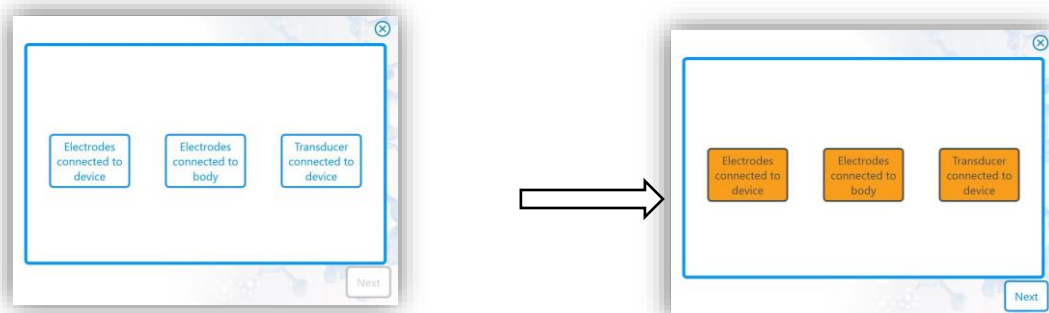 Electrodes
connected to
device
Electrodes
connected to
body
Transducer
connected to
device
Next
Electrodes
connected to
device
Electrodes
connected to
body
Transducer
connected to
device
Next